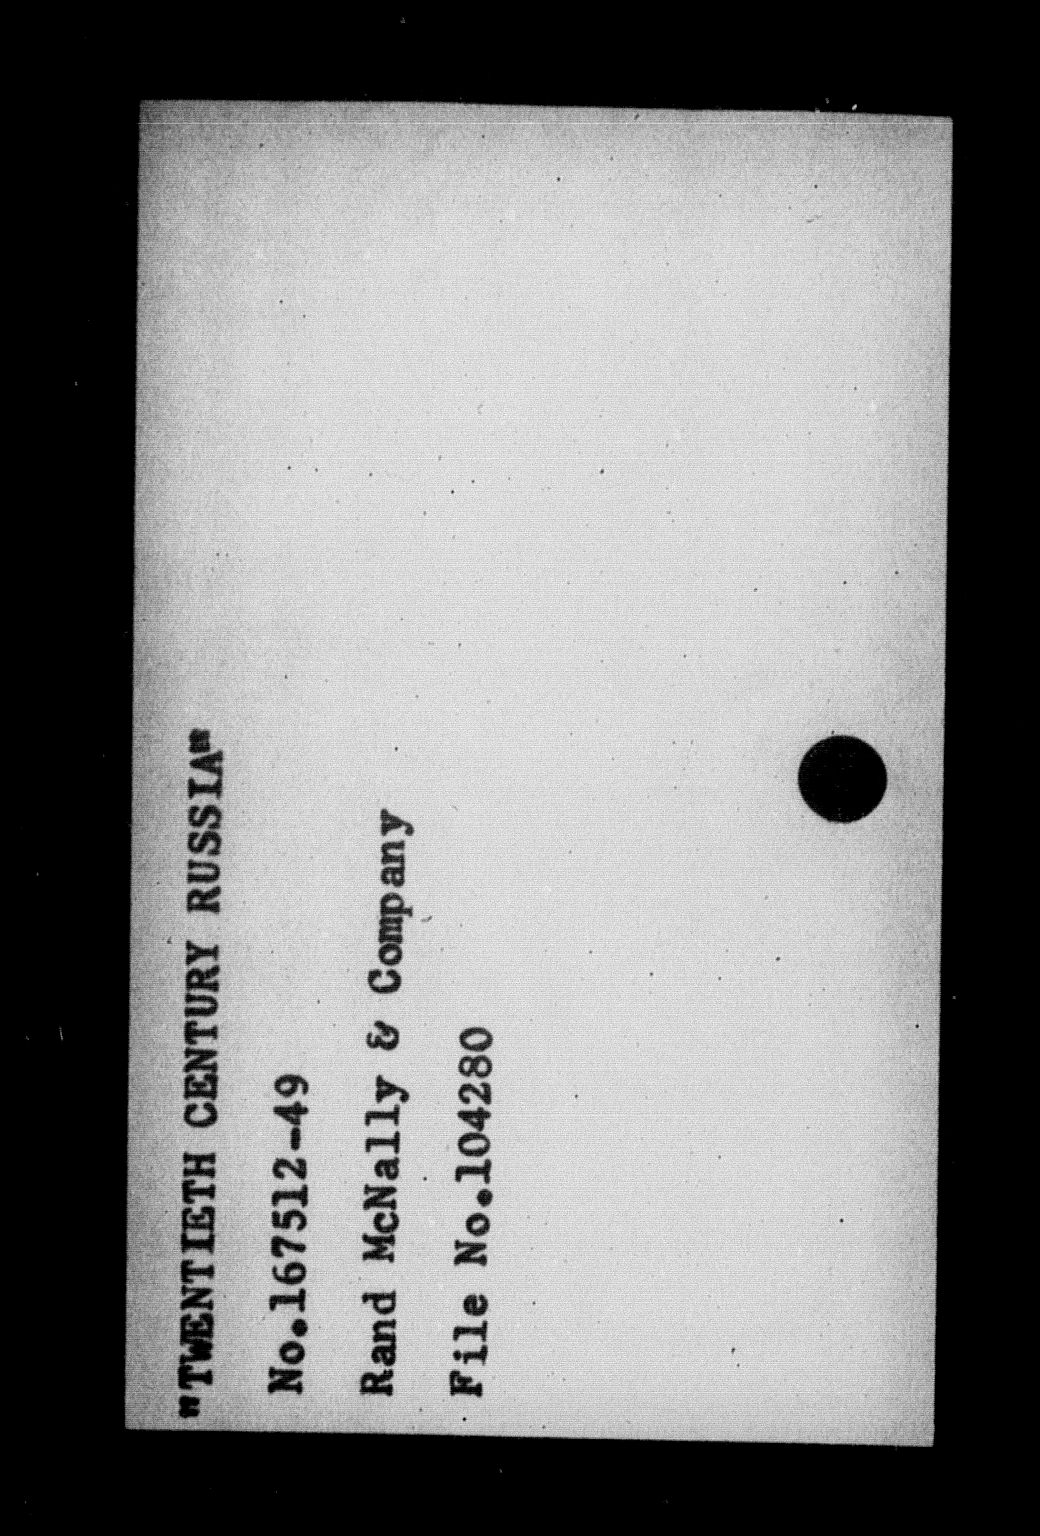 "TWENTIETH CENTURY RUSSIA"
No.167512-49
Rand McNally & Company
File No.104280